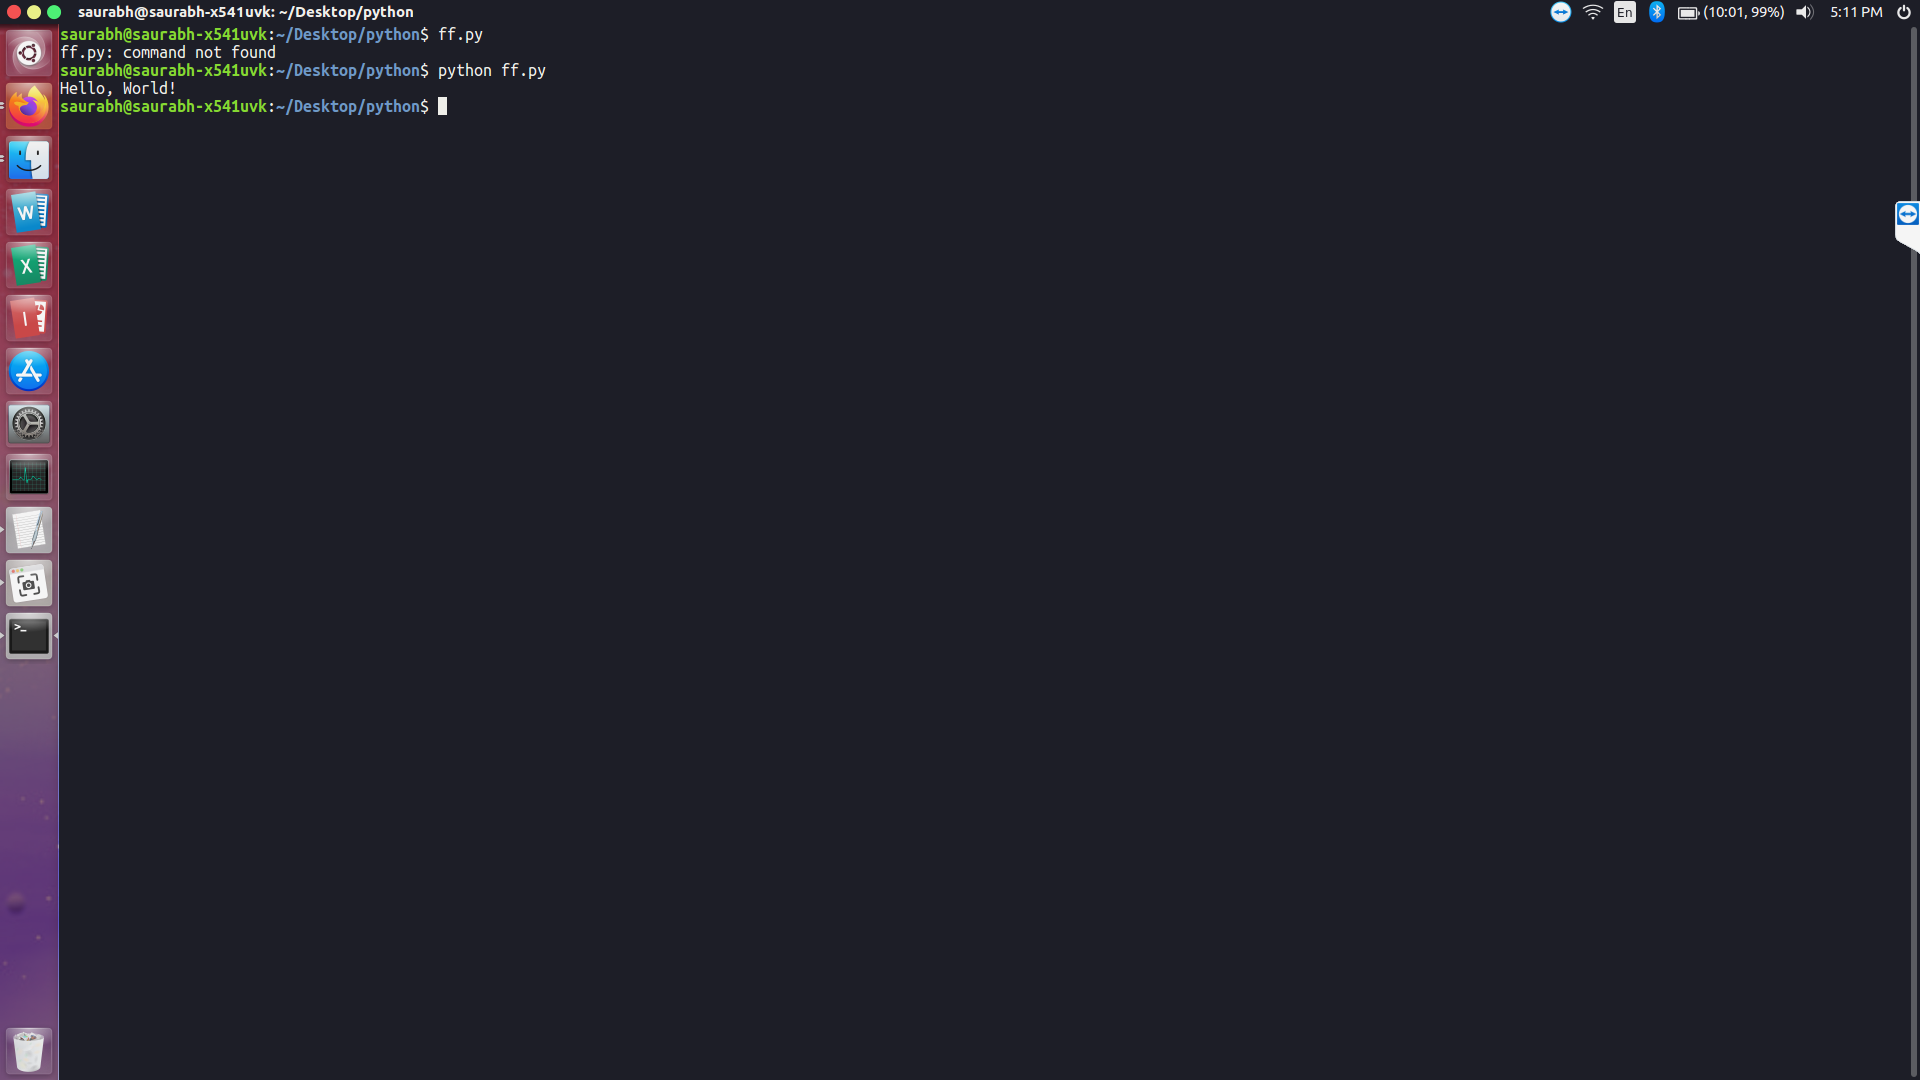 saurabh@saurabh-x541uvk: ~/Desktop/python
En
(10:01, 99%)
5:11 PM
saurabh@saurabh-x541uvk:~/Desktop/python$ ff.py
ff.py: command not found
saurabh@saurabh-x541uvk:~/Desktop/python$ python ff.py
Hello, World!
saurabh@saurabh-x541uvk:~/Desktop/python$
W
X
I
>_